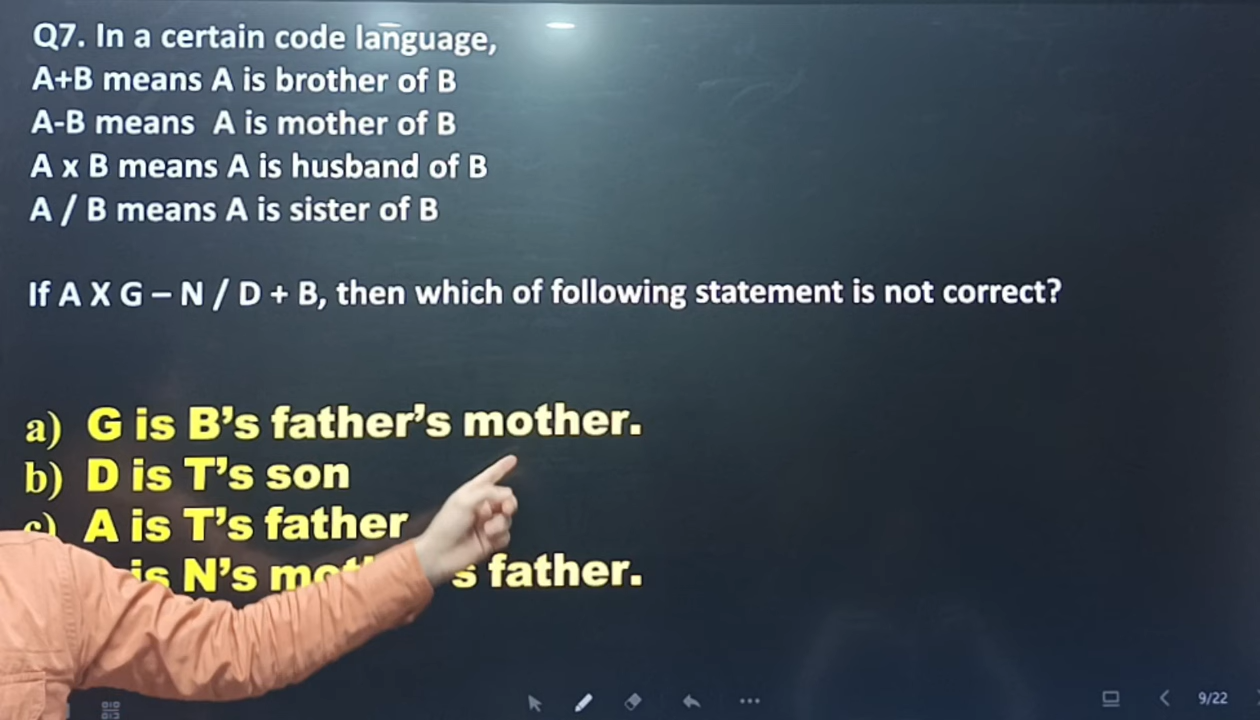 Q7. In a certain code language,
A+B means A is brother of B
A-B means A is mother of B
A x B means A is husband of B
A / B means A is sister of B
If A X G – N / D + B, then which of following statement is not correct?
a) G is B's father's mother.
b) D is T's son
c) A is T's father
is N's s father.
9/22